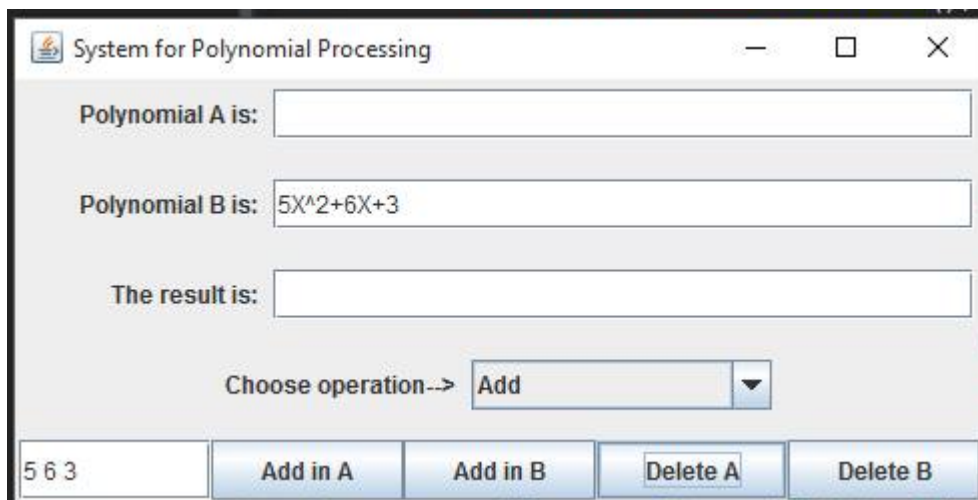 System for Polynomial Processing
Polynomial A is:
Polynomial B is: 5X^2+6X+3
The result is:
Choose operation--> Add
5 6 3 Add in A Add in B Delete A Delete B